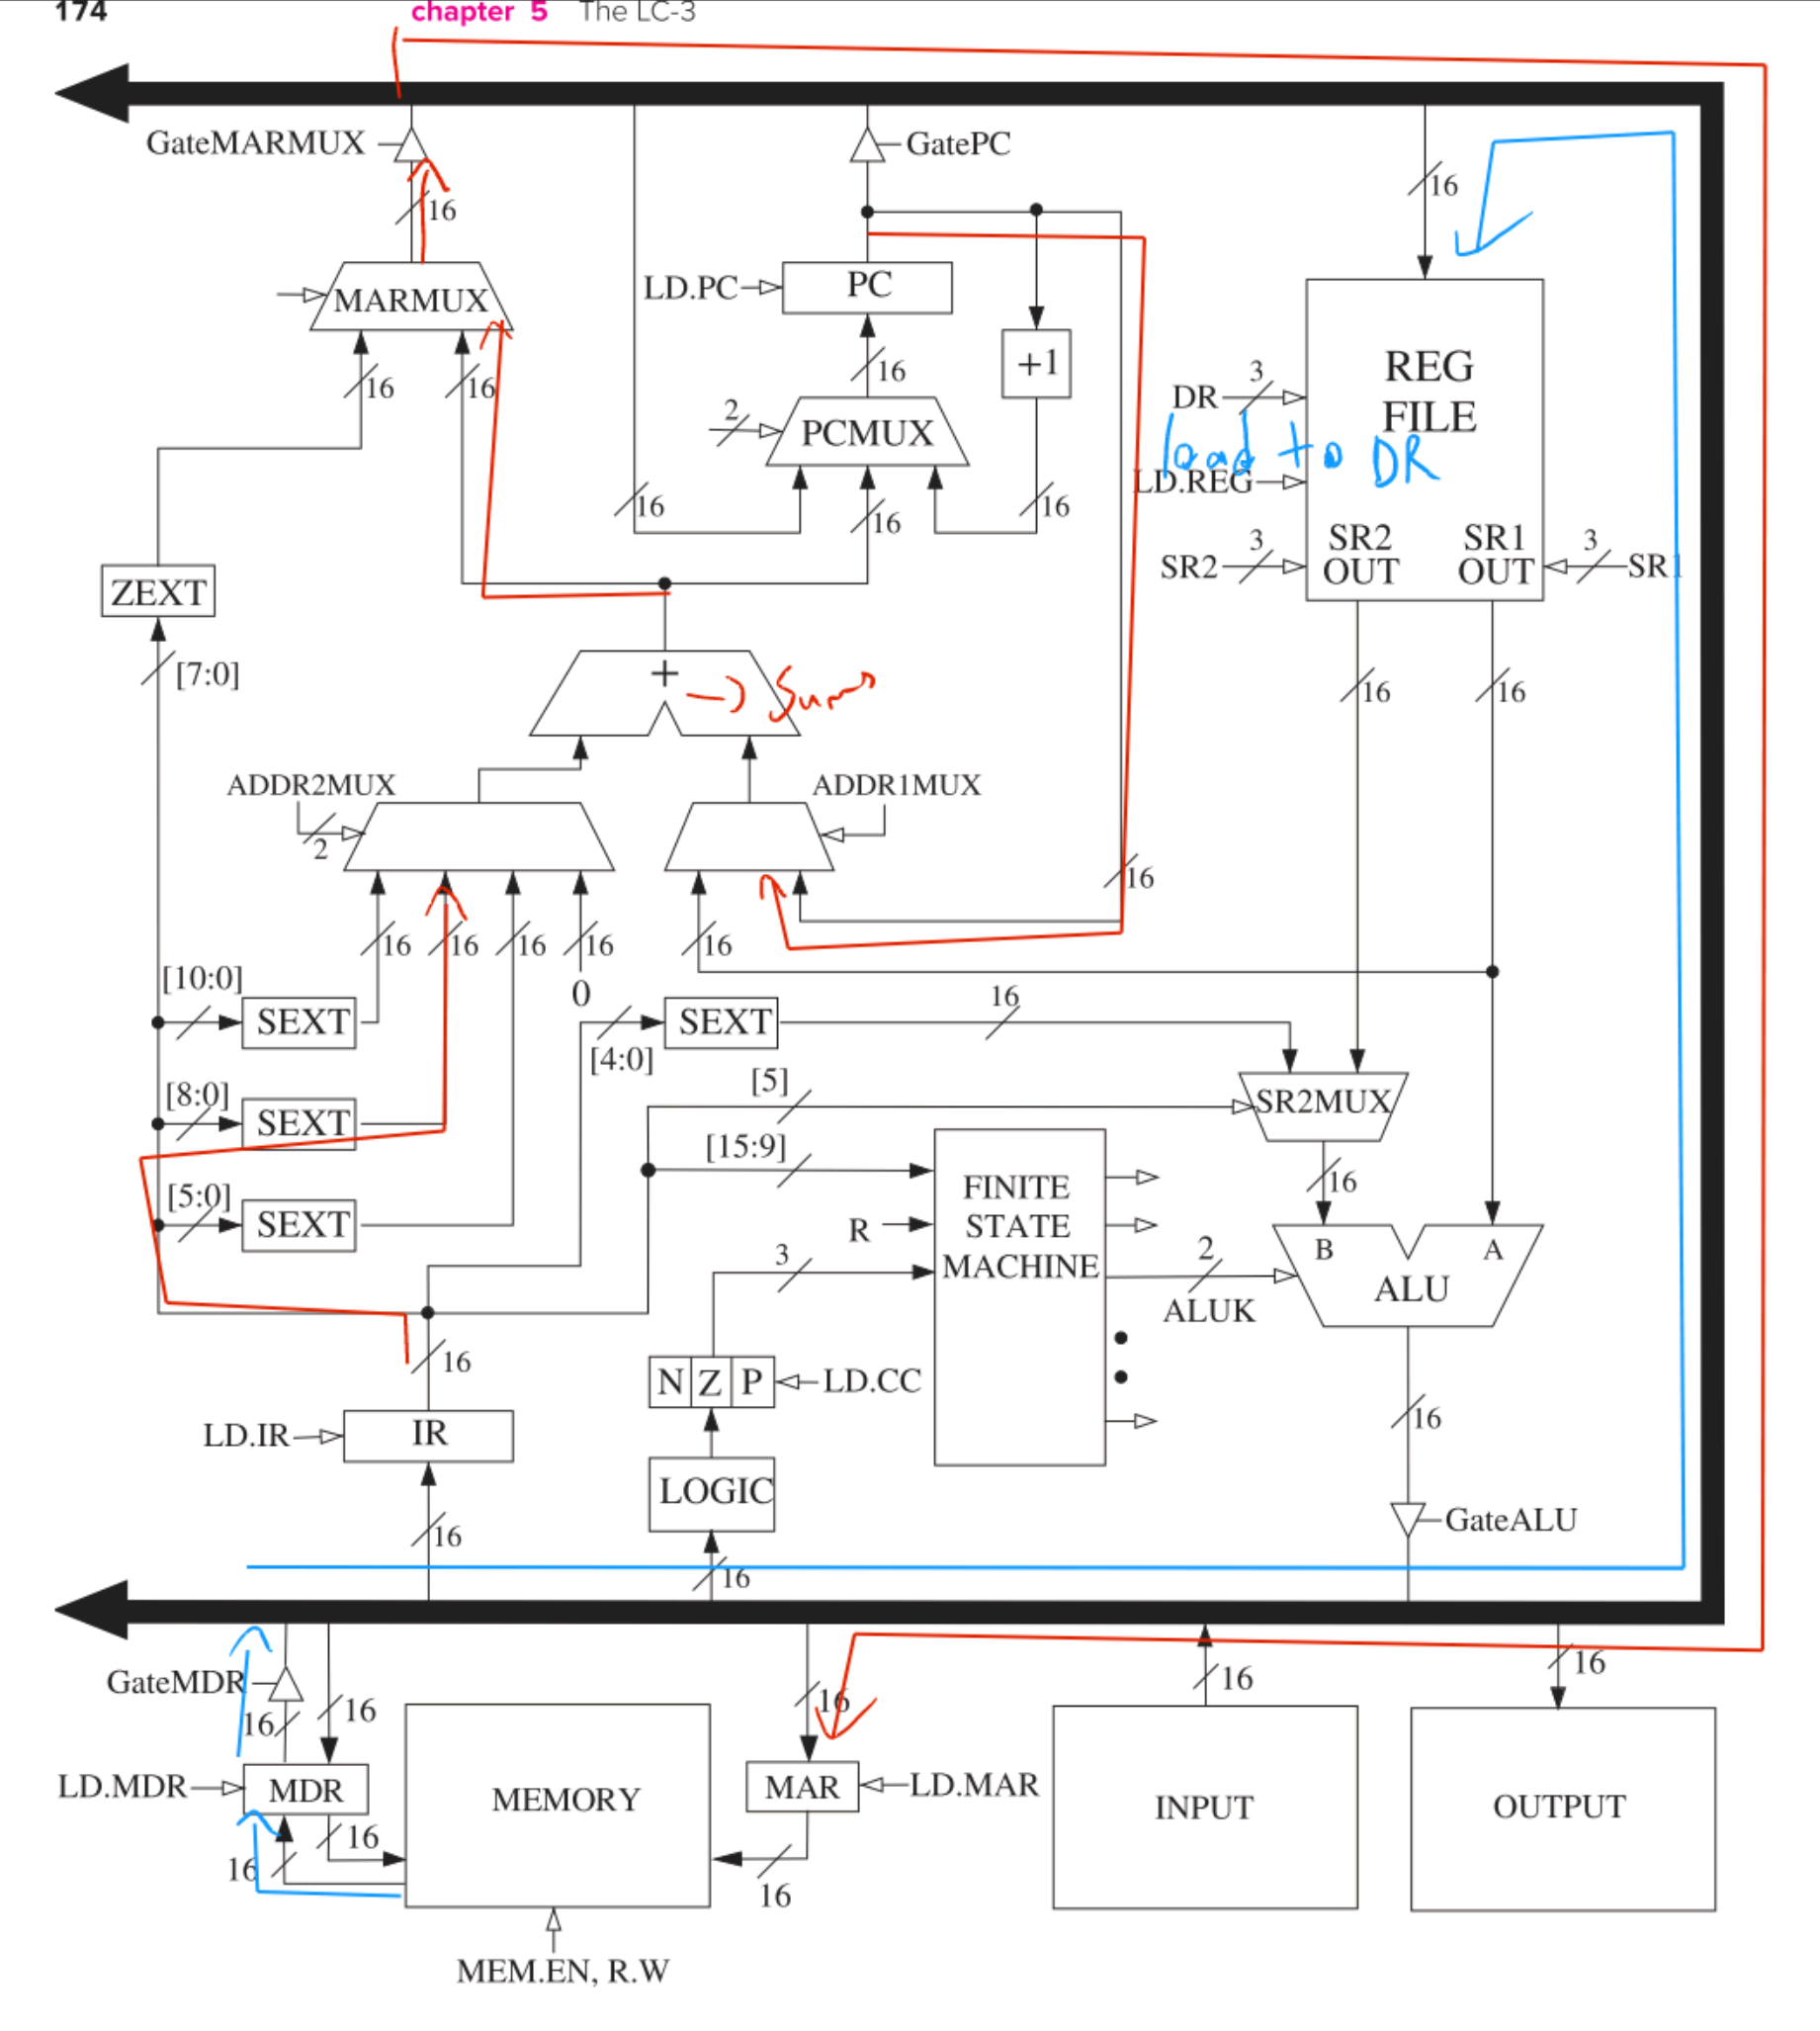 174 chapter 5 The LC-3
GateMARMUX
GatePC
16
16
MARMUX
LD.PC
PC
+1
16
16
16
2
PCMUX
REG
FILE
DR
3
load to DR
LD.REG
16
16
16
SR2
3
SR2
OUT
SR1
OUT
3
SR1
ZEXT
[7:0]
+
→ Sums
16
16
ADDR2MUX
2
ADDR1MUX
16
16
16
16
16
16
0
[10:0]
SEXT
[4:0]
SEXT
16
[8:0]
SEXT
[5]
SR2MUX
[15:9]
16
[5:0]
SEXT
FINITE
STATE
MACHINE
R
3
2
ALUK
B
A
ALU
16
N Z P
LD.CC
16
LD.IR
IR
LOGIC
16
16
GateALU
GateMDR
16
16
16
16
16
LD.MDR
MDR
MEMORY
MAR
LD.MAR
INPUT
OUTPUT
16
16
16
MEM.EN, R.W